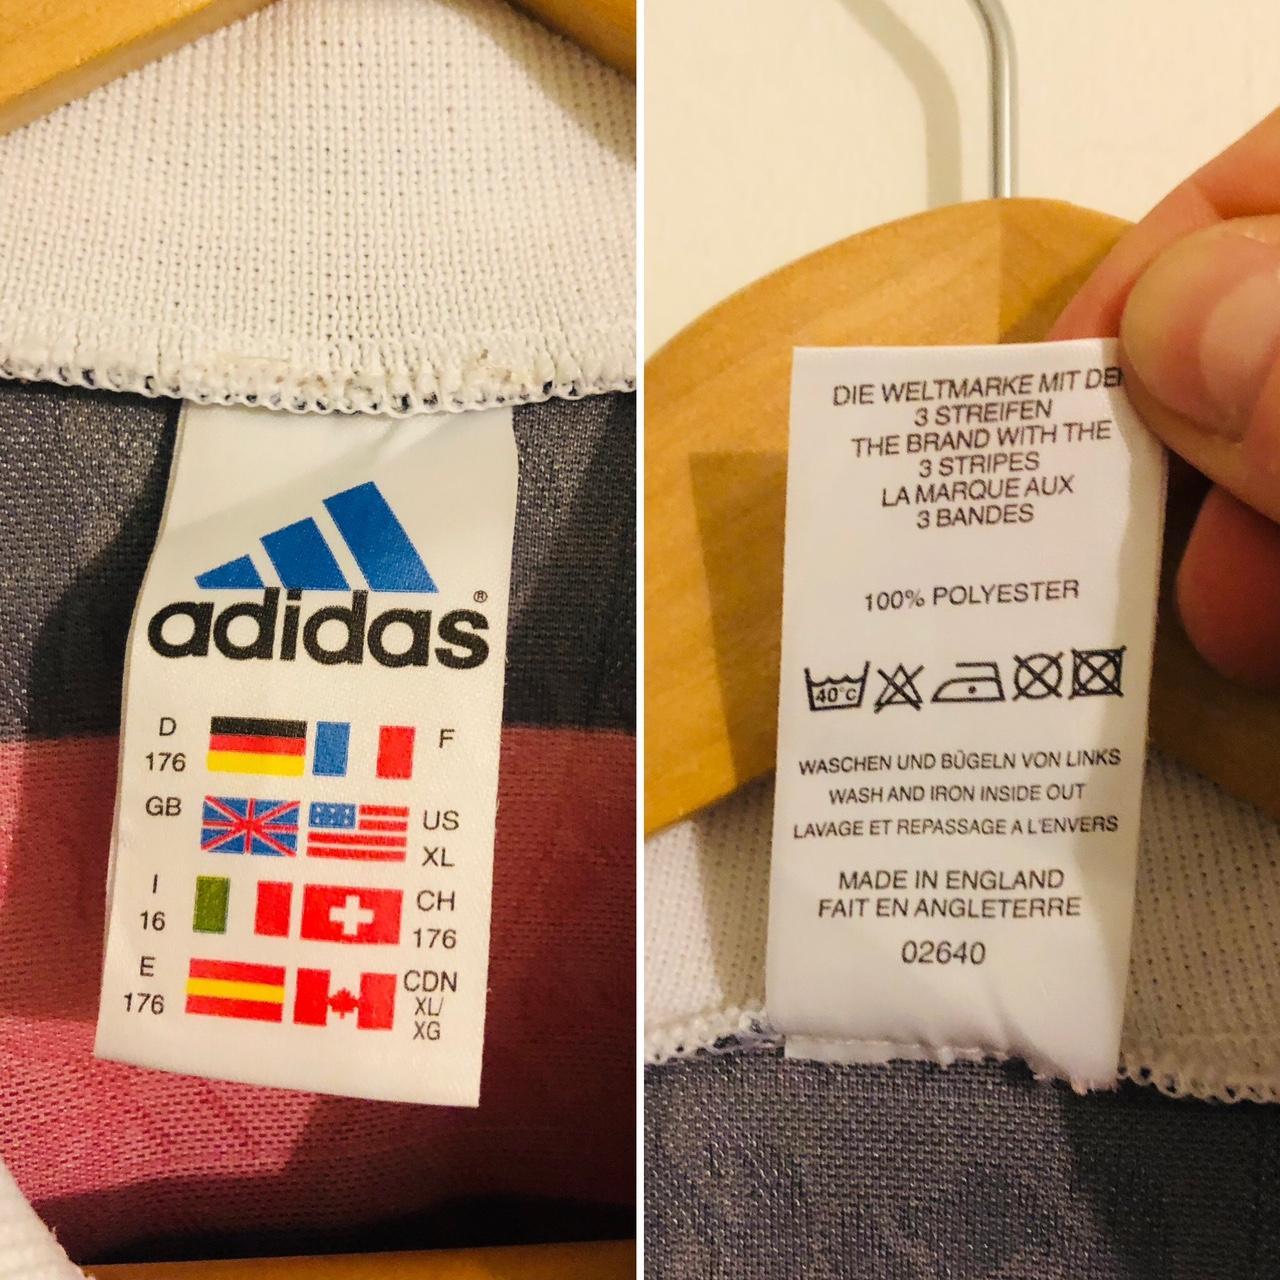 adidas®
D
176
F
GB
US
XL
I
16
CH
176
E
176
CDN
XL/
XG
DIE WELTMARKE MIT DEN
3 STREIFEN
THE BRAND WITH THE
3 STRIPES
LA MARQUE AUX
3 BANDES
100% POLYESTER
40°C
WASCHEN UND BÜGELN VON LINKS
WASH AND IRON INSIDE OUT
LAVAGE ET REPASSAGE A L'ENVERS
MADE IN ENGLAND
FAIT EN ANGLETERRE
02640